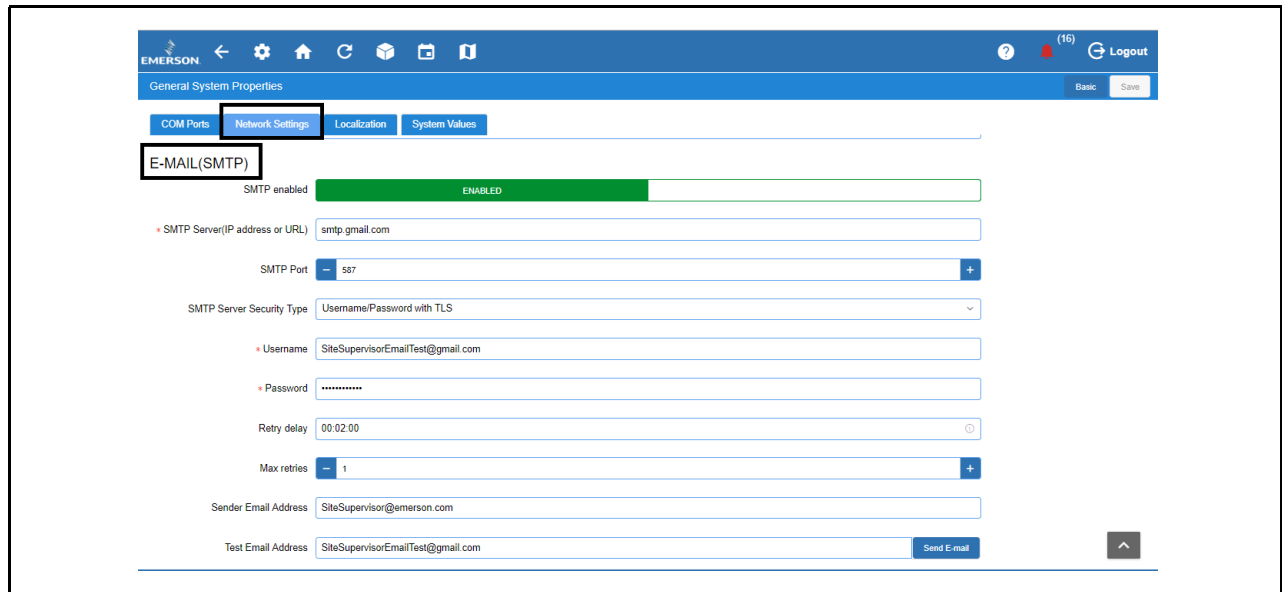 EMERSON.
(16)
Logout
General System Properties
Basic
Save
COM Ports
Network Settings
Localization
System Values
E-MAIL(SMTP)
SMTP enabled
ENABLED
* SMTP Server(IP address or URL)
smtp.gmail.com
SMTP Port
587
SMTP Server Security Type
Username/Password with TLS
* Username
SiteSupervisorEmailTest@gmail.com
* Password
••••••••••••
Retry delay
00:02:00
Max retries
1
Sender Email Address
SiteSupervisor@emerson.com
Test Email Address
SiteSupervisorEmailTest@gmail.com
Send E-mail